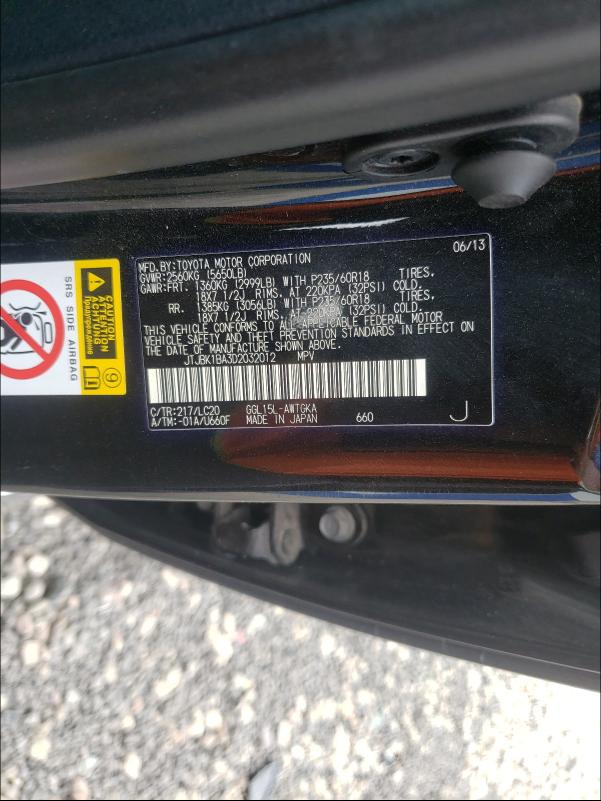 MFD.BY:TOYOTA MOTOR CORPORATION 06/13
GVWR:2560KG (5650LB)
GAWR:FRT. 1360KG (2999LB) WITH P235/60R18 TIRES,
18X7 1/2J RIMS, AT 220KPA (32PSI) COLD.
RR. 1385KG (3056LB) WITH P235/60R18 TIRES,
18X7 1/2J RIMS, AT 220KPA (32PSI) COLD.
THIS VEHICLE CONFORMS TO ALL APPLICABLE FEDERAL MOTOR
VEHICLE SAFETY AND THEFT PREVENTION STANDARDS IN EFFECT ON
THE DATE OF MANUFACTURE SHOWN ABOVE.
JTJBK1BA3D2032012 MPV
C/TR:217/LC20 GGL15L-AWTGKA
A/TM:-01A/U660F MADE IN JAPAN 660 J
SRS SIDE AIRBAG
CAUTION
ATTENTION
ACHTUNG
9